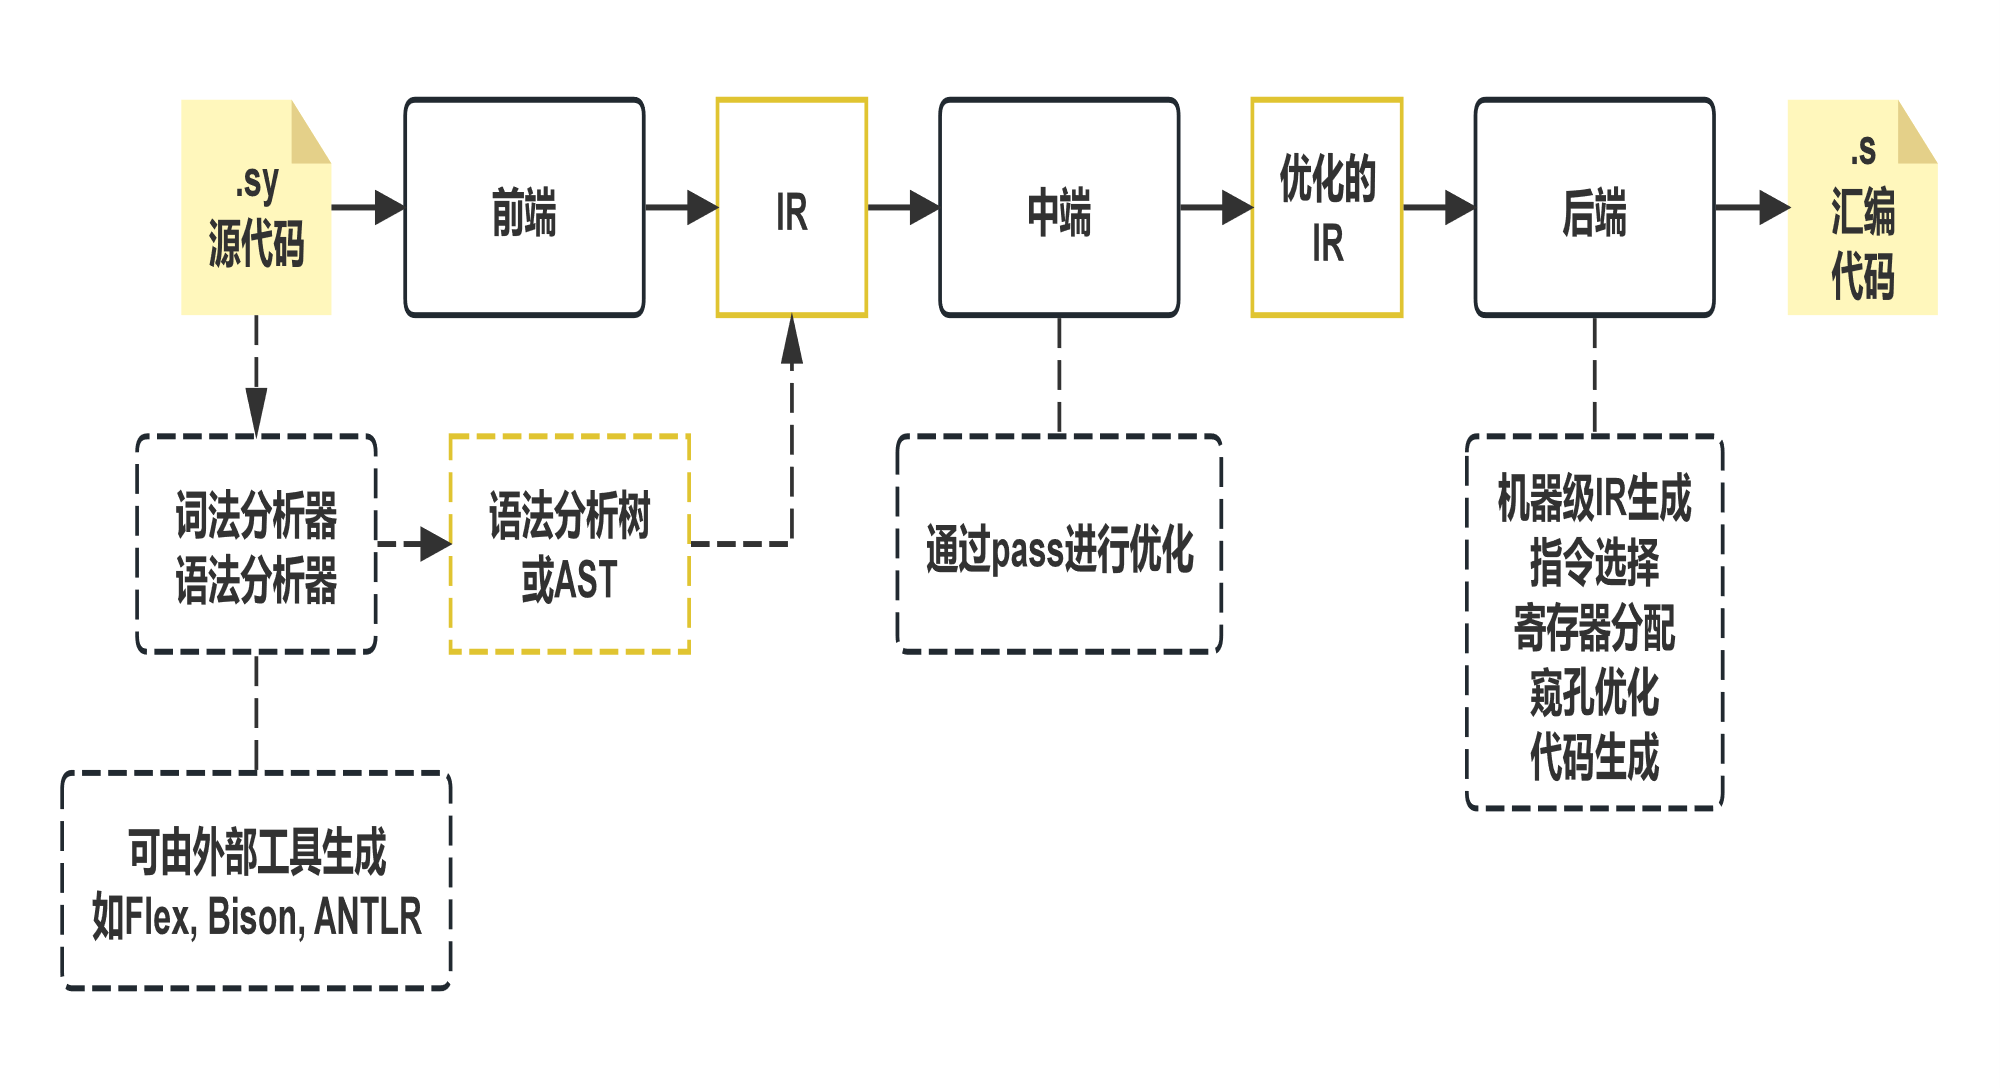 .sy
源代码
前端
IR
中端
优化的
IR
后端
.s
汇编
代码
词法分析器
语法分析器
语法分析树
或AST
通过pass进行优化
机器级IR生成
指令选择
寄存器分配
窥孔优化
代码生成
可由外部工具生成
如Flex, Bison, ANTLR